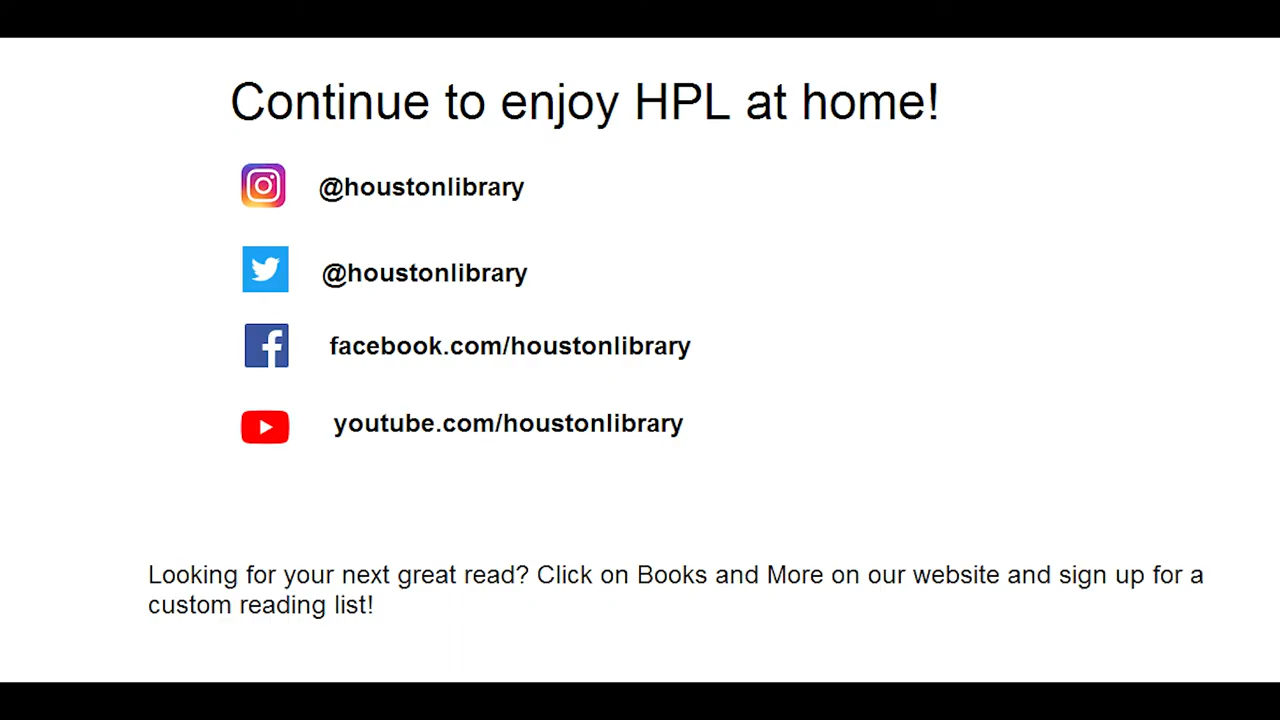 Continue to enjoy HPL at home!
@houstonlibrary
@houstonlibrary
facebook.com/houstonlibrary
youtube.com/houstonlibrary
Looking for your next great read? Click on Books and More on our website and sign up for a
custom reading list!